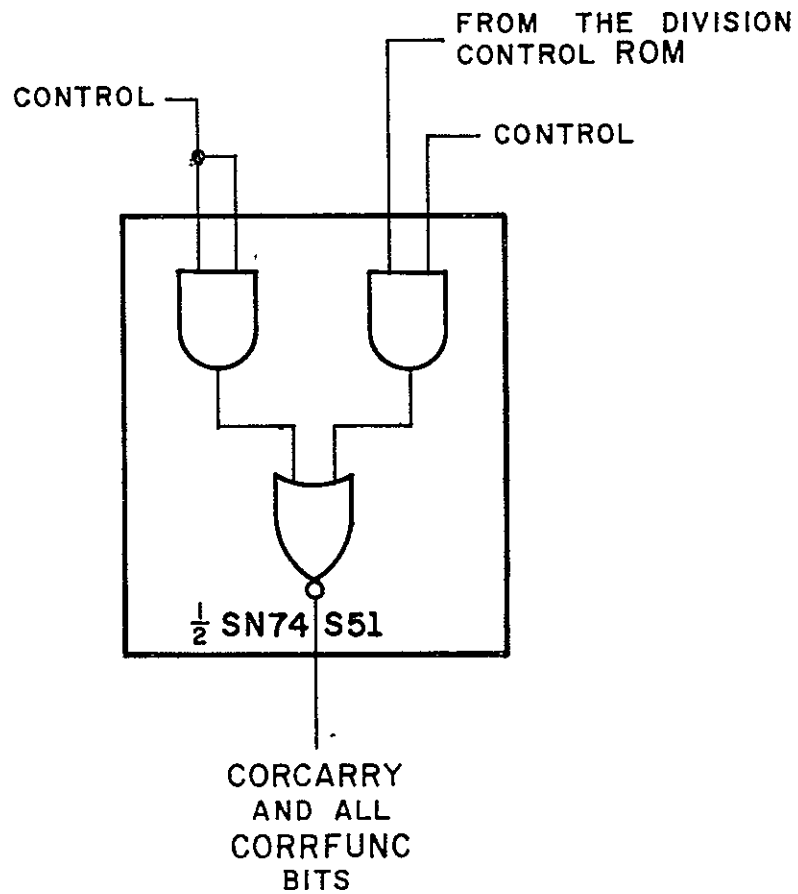 FROM THE DIVISION
CONTROL ROM
CONTROL
CONTROL
½ SN74 S51
CORCARRY
AND ALL
CORRFUNC
BITS